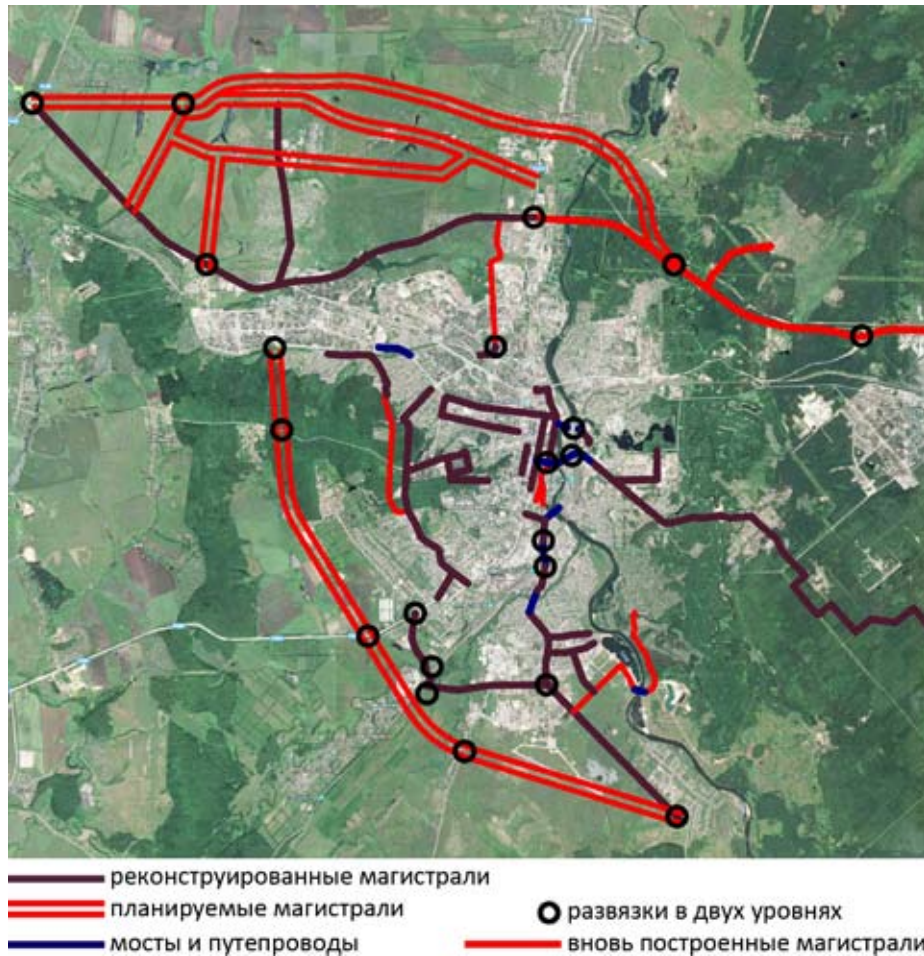 реконструированные магистрали
планируемые магистрали
развязки в двух уровнях
мосты и путепроводы
вновь построенные магистрали